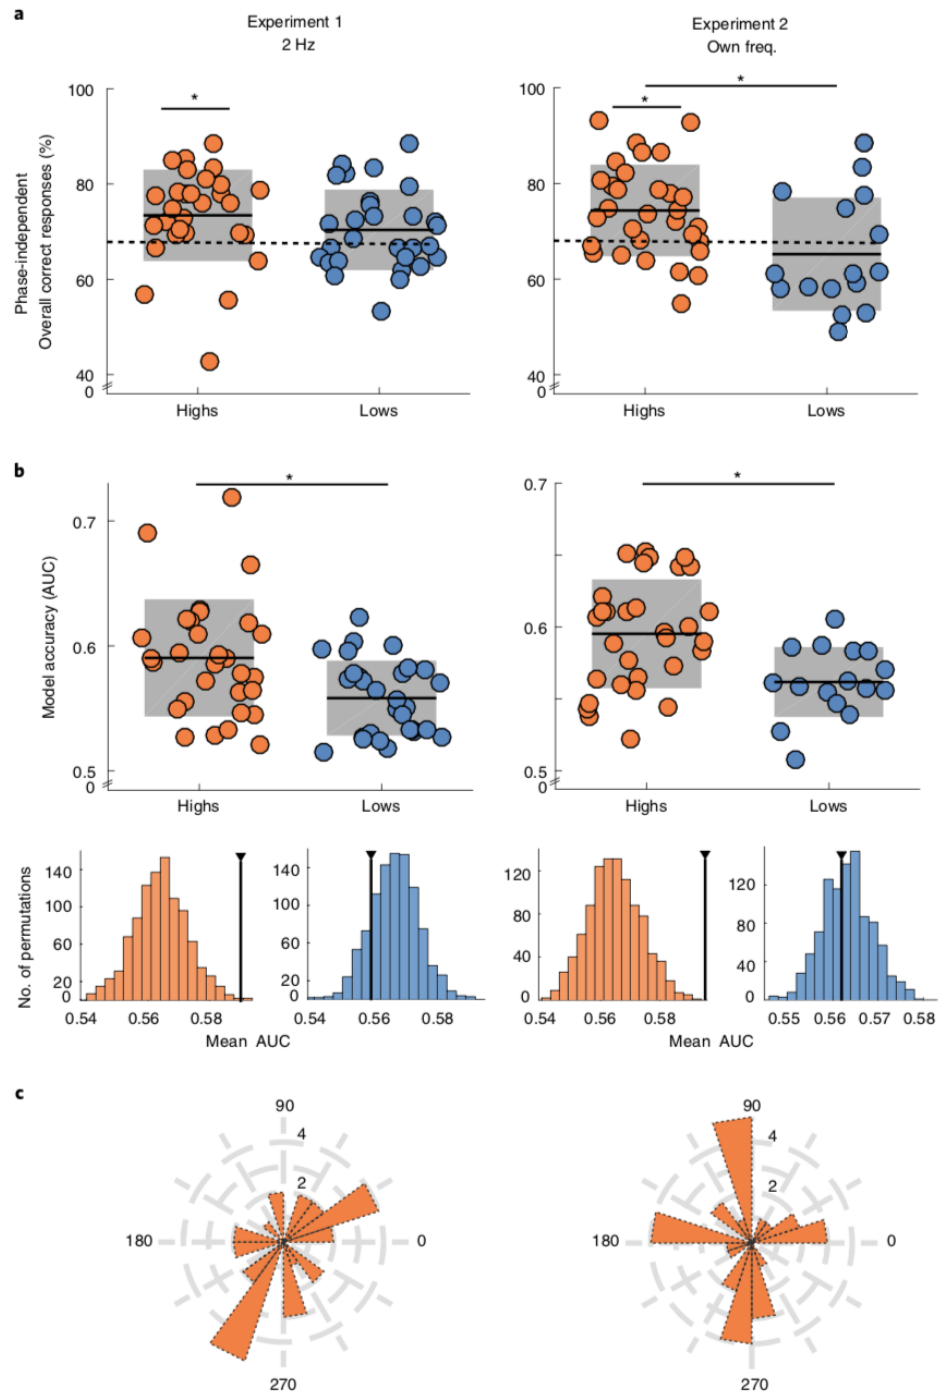 a
Experiment 1
2 Hz
Experiment 2
Own freq.
Phase-independent
Overall correct responses (%)
100
80
60
40
0
*
Highs
Lows
100
80
60
40
0
*
*
Highs
Lows
b
Model accuracy (AUC)
0.7
0.6
0.5
0
*
Highs
Lows
0.7
0.6
0.5
0
*
Highs
Lows
No. of permutations
140
100
60
20
0
0.54 0.56 0.58
140
100
60
20
0
0.54 0.56 0.58
Mean AUC
120
80
40
0
0.54 0.56 0.58
120
80
40
0
0.55 0.56 0.57 0.58
Mean AUC
c
90
4
2
180
0
270
90
4
2
180
0
270